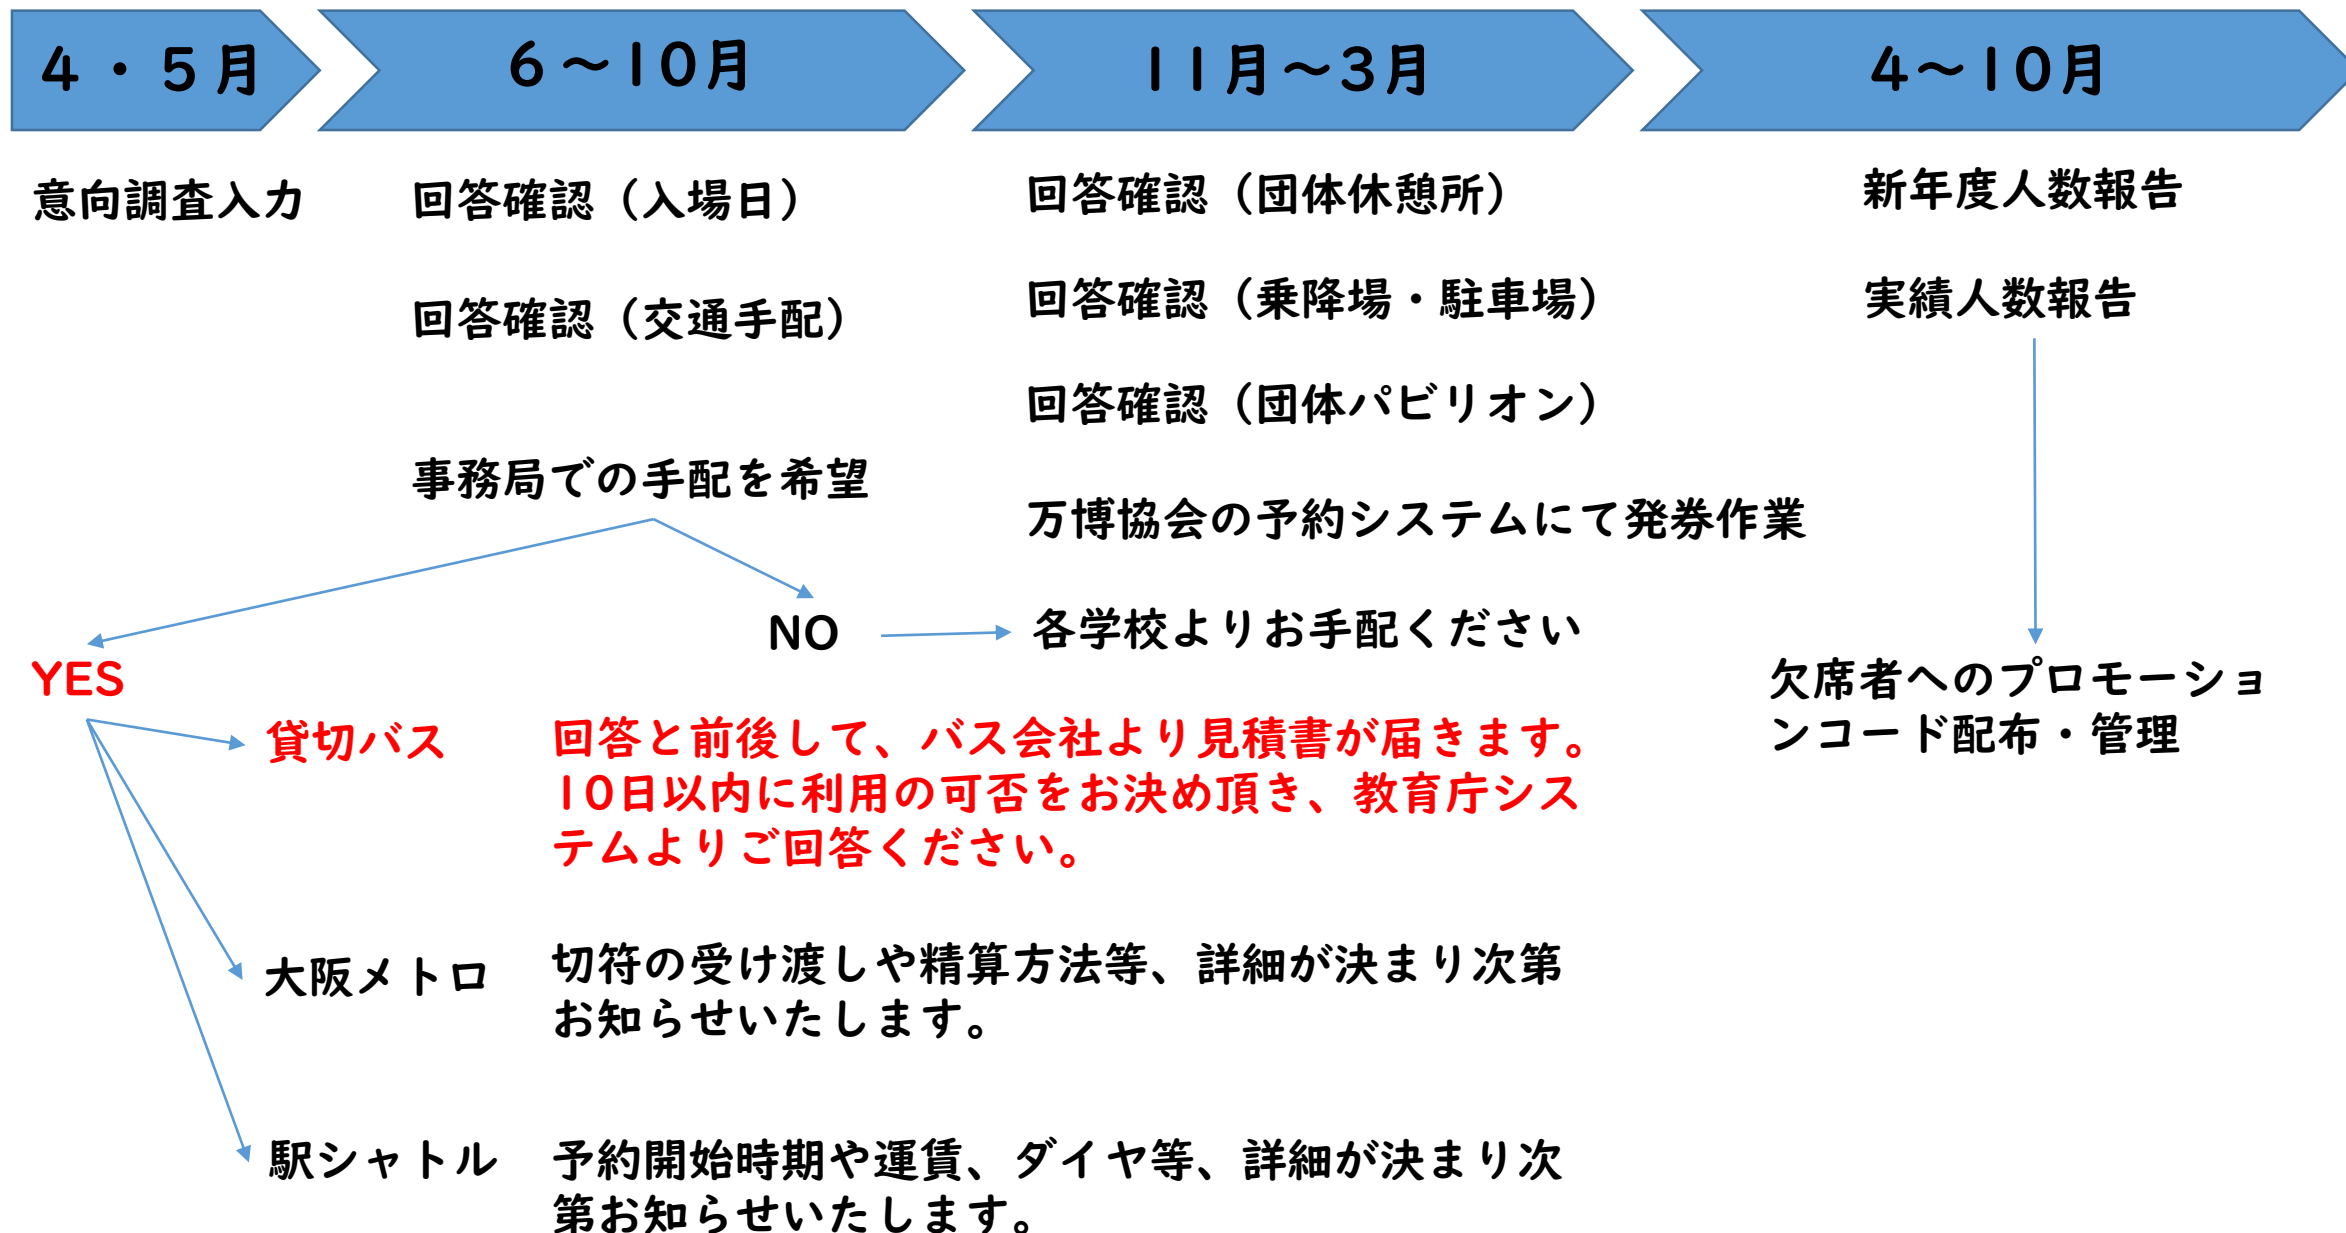 4・5月
6～10月
11月～3月
4～10月
意向調査入力
回答確認（入場日）
回答確認（交通手配）
事務局での手配を希望
回答確認（団体休憩所）
回答確認（乗降場・駐車場）
回答確認（団体パビリオン）
万博協会の予約システムにて発券作業
新年度人数報告
実績人数報告
欠席者へのプロモーショ
ンコード配布・管理
NO
各学校よりお手配ください
YES
貸切バス
回答と前後して、バス会社より見積書が届きます。
10日以内に利用の可否をお決め頂き、教育庁シス
テムよりご回答ください。
大阪メトロ
切符の受け渡しや精算方法等、詳細が決まり次第
お知らせいたします。
駅シャトル
予約開始時期や運賃、ダイヤ等、詳細が決まり次
第お知らせいたします。